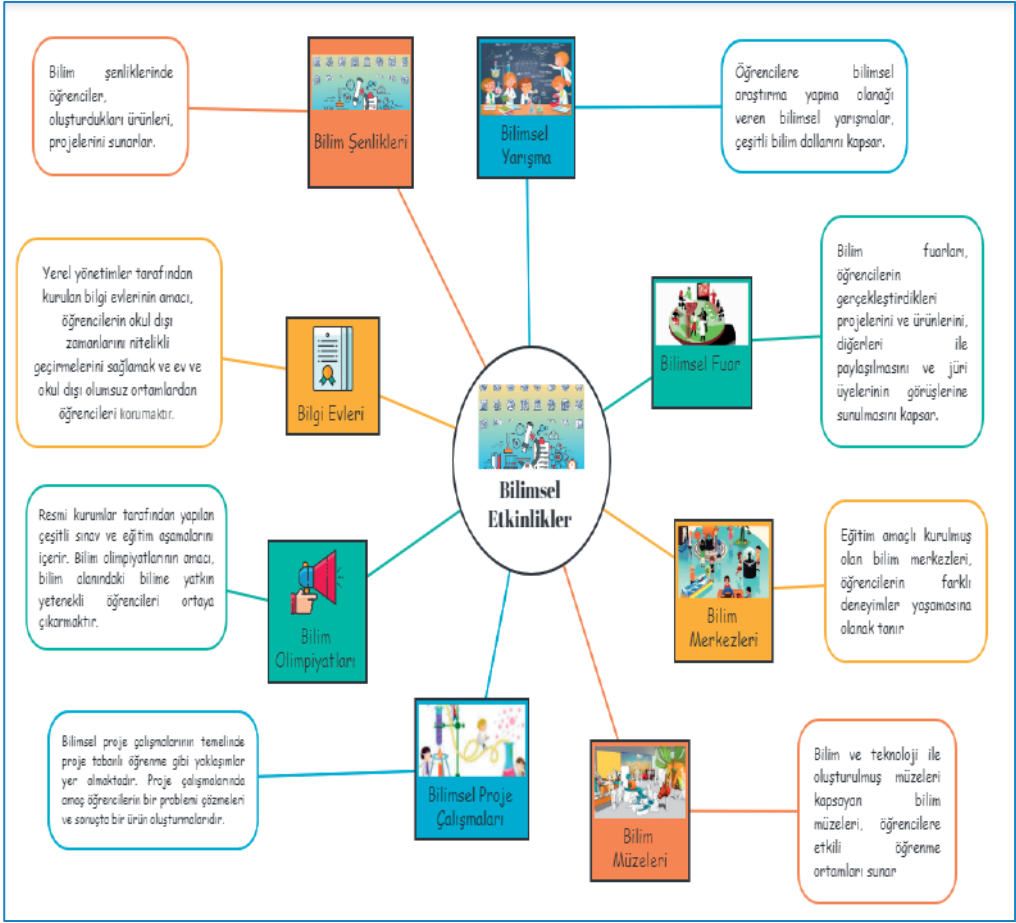 Bilim şenliklerinde
öğrenciler,
oluşturdukları ürünleri,
projelerini sunarlar.
Bilim Şenlikleri
Bilimsel
Yarışma
Öğrencilere bilimsel
araştırma yapma olanağı
veren bilimsel yarışmalar,
çeşitli bilim dallarını kapsar.
Yerel yönetimler tarafından
kurulan bilgi evlerinin amacı,
öğrencilerin okul dışı
zamanlarını nitelikli
geçirmelerini sağlamak ve ev ve
okul dışı olumsuz ortamlardan
öğrencileri korumaktır.
Bilgi Evleri
Bilimsel Fuar
Bilim fuarları,
öğrencilerin
gerçekleştirdikleri
projelerini ve ürünlerini,
diğerleri ile
paylaşılmasını ve jüri
üyelerinin görüşlerine
sunulmasını kapsar.
Bilimsel
Etkinlikler
Resmi kurumlar tarafından yapılan
çeşitli sınav ve eğitim aşamalarını
içerir. Bilim olimpiyatlarının amacı,
bilim alanındaki bilime yatkın
yetenekli öğrencileri ortaya
çıkarmaktır.
Bilim
Olimpiyatları
Bilim
Merkezleri
Eğitim amaçlı kurulmuş
olan bilim merkezleri,
öğrencilerin farklı
deneyimler yaşamasına
olanak tanır
Bilimsel proje çalışmalarının temelinde
proje tabanlı öğrenme gibi yaklaşımlar
yer almaktadır. Proje çalışmalarında
amaç öğrencilerin bir problemi çözmeleri
ve sonuçta bir ürün oluşturmalarıdır.
Bilimsel Proje
Çalışmaları
Bilim
Müzeleri
Bilim ve teknoloji ile
oluşturulmuş müzeleri
kapsayan bilim
müzeleri, öğrencilere
etkili öğrenme
ortamları sunar